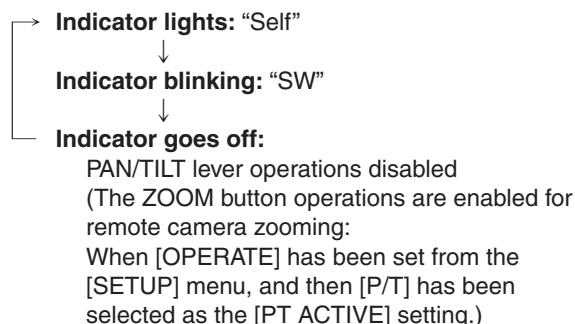 Indicator lights: “Self”
Indicator blinking: “SW”
Indicator goes off:
PAN/TILT lever operations disabled
(The ZOOM button operations are enabled for
remote camera zooming:
When [OPERATE] has been set from the
[SETUP] menu, and then [P/T] has been
selected as the [PT ACTIVE] setting.)